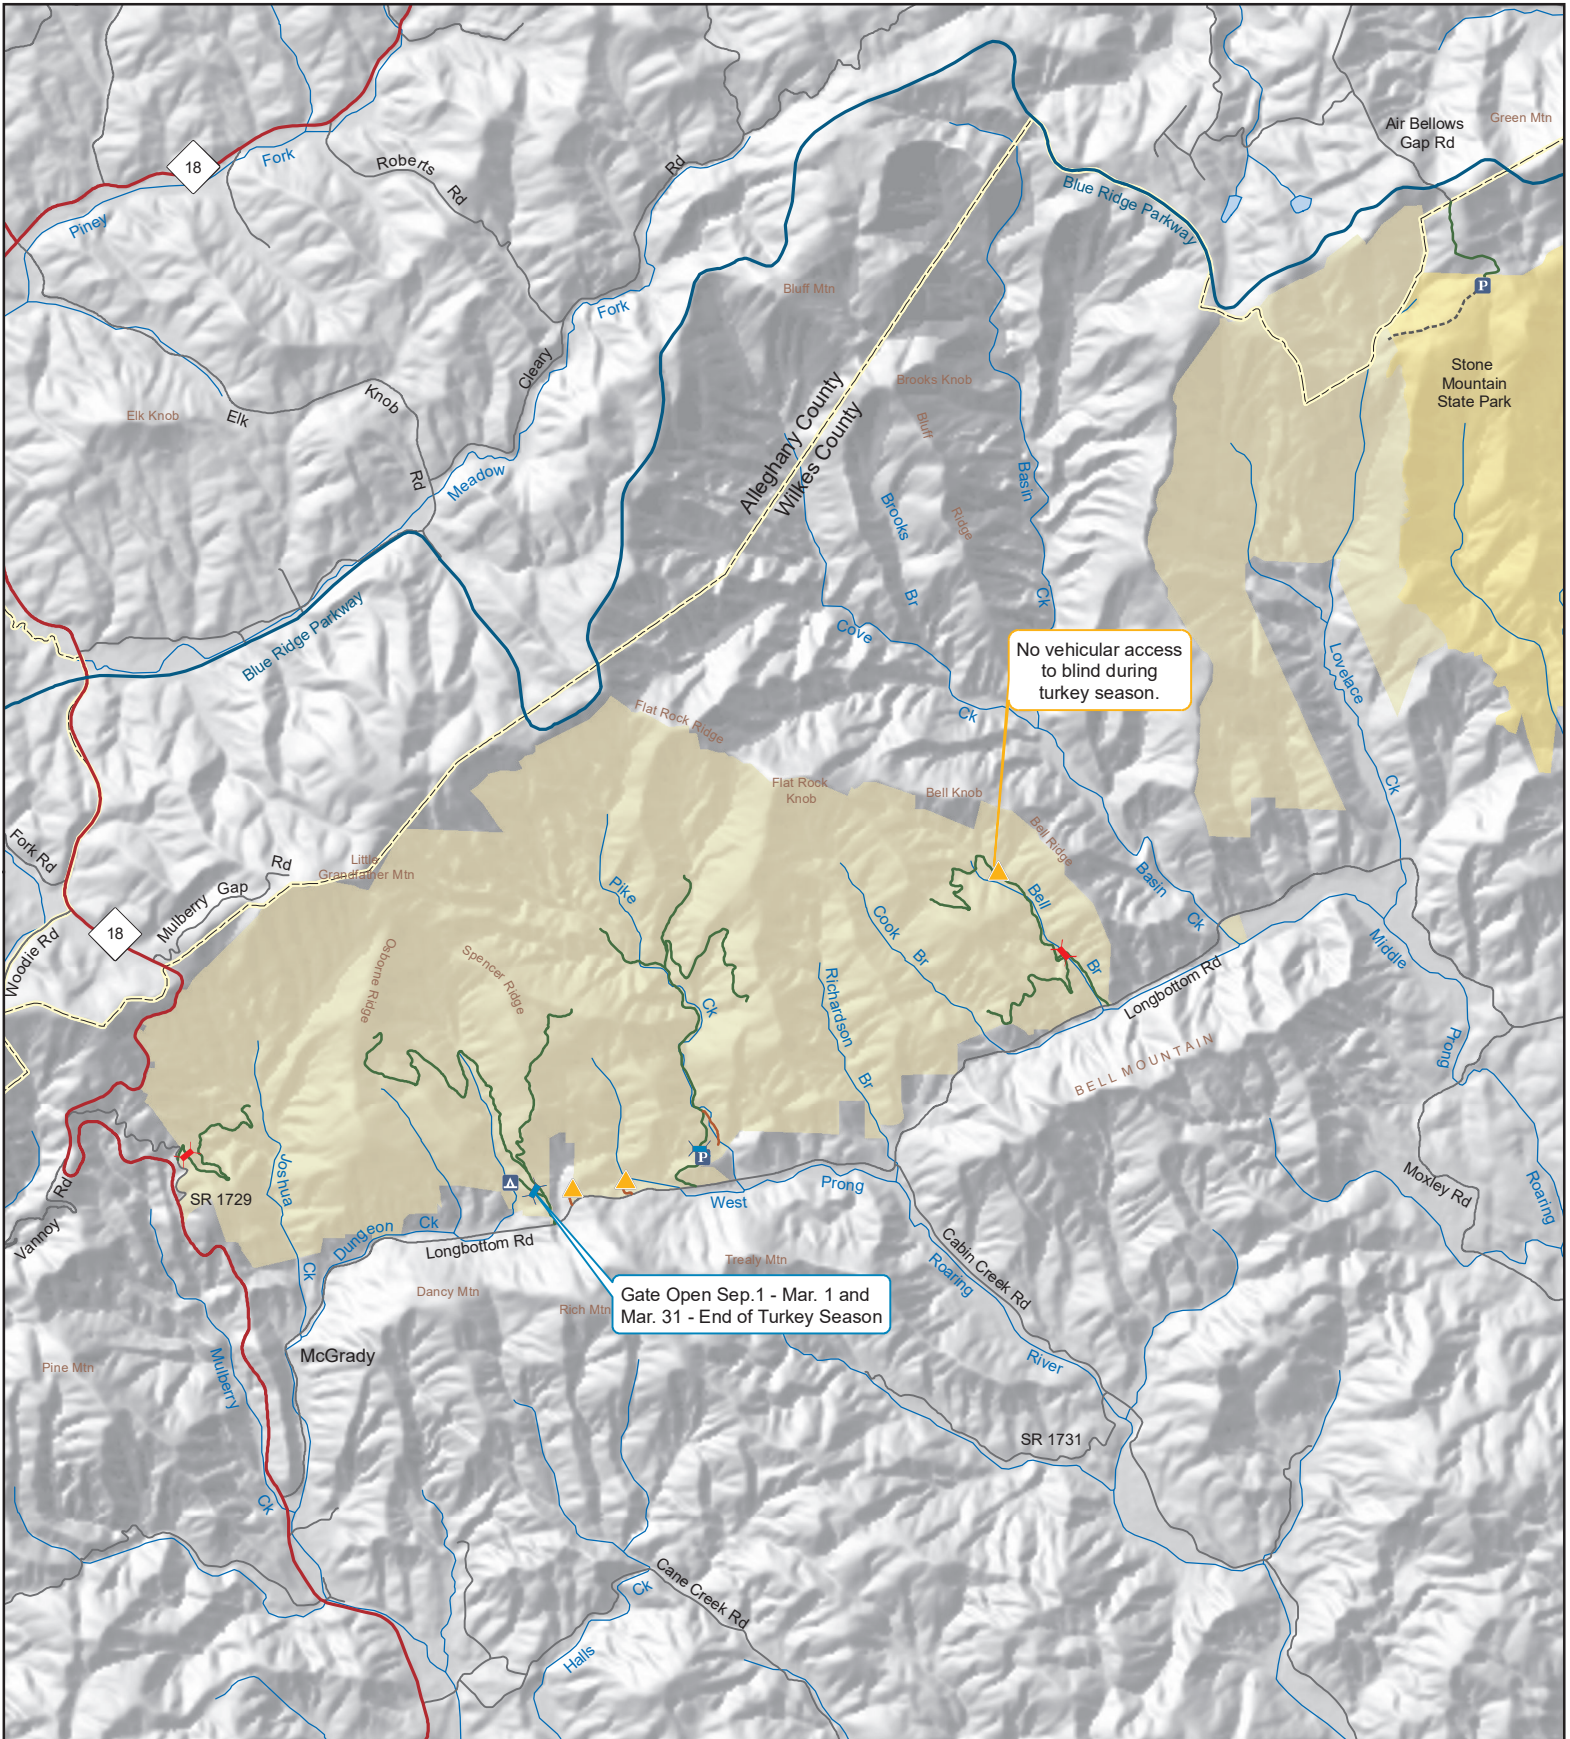 Air Bellows
Gap Rd
Green Mtn
18
Fork
Piney
Roberts
Rd
Rd
Blue Ridge Parkway
Bluff Mtn
Fork
P
Cleary
Stone
Mountain
State Park
Brooks Knob
Bluff
Ridge
Elk Knob
Elk
Knob
Rd
Alleghany County
Wilkes County
Meadow
Basin
Ck
Brooks
Br
Cove
Ck
Blue Ridge Parkway
No vehicular access
to blind during
turkey season.
Lovelace
Ck
Flat Rock Ridge
Flat Rock
Knob
Bell Knob
Bell Ridge
Fork Rd
Little
Grandfather Mtn
Mulberry
Gap
Rd
Pike
Ck
Cook
Br
Bell
Br
Basin
Ck
18
Woodie Rd
Osborne Ridge
Spencer Ridge
Richardson
Br
Longbottom Rd
Middle
Prong
BELL MOUNTAIN
P
Joshua
Ck
SR 1729
Vannoy
Rd
Dungeon
Ck
Longbottom Rd
West
Prong
Moxley Rd
Roaring
Cabin Creek Rd
Roaring
River
Trealy Mtn
Dancy Mtn
Rich Mtn
Gate Open Sep.1 - Mar. 1 and
Mar. 31 - End of Turkey Season
McGrady
Pine Mtn
Mulberry
Ck
SR 1731
Cane Creek Rd
Ck
Halls